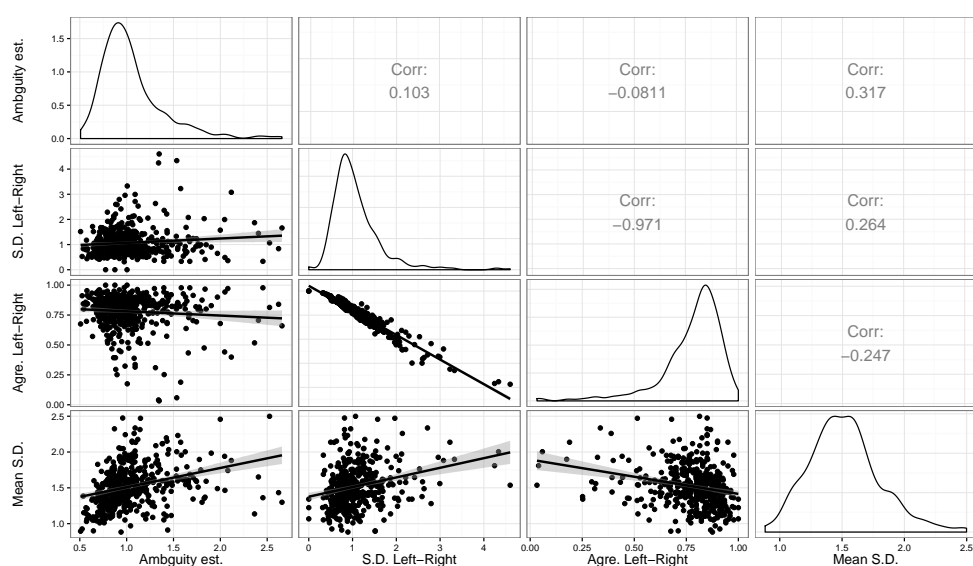 Ambguity est.
1.5
1.0
0.5
0.0
Corr:
0.103
Corr:
−0.0811
Corr:
0.317
S.D. Left−Right
4
3
2
1
0
Corr:
−0.971
Corr:
0.264
Agre. Left−Right
1.00
0.75
0.50
0.25
0.00
Corr:
−0.247
Mean S.D.
2.5
2.0
1.5
1.0
0.5 1.0 1.5 2.0 2.5
0 1 2 3 4
0.00 0.25 0.50 0.75 1.00
1.0 1.5 2.0 2.5
Ambiguity est. S.D. Left−Right Agre. Left−Right Mean S.D.